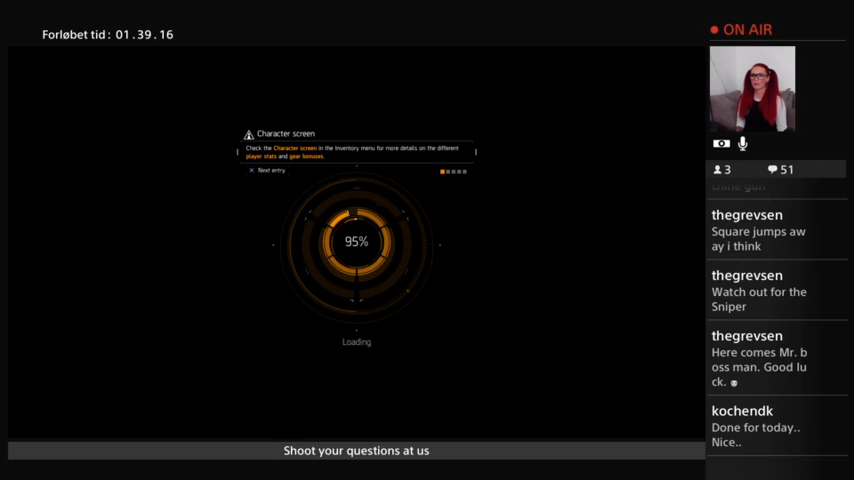 Forløbet tid: 01.39.16
ON AIR
Character screen
Check the Character screen in the Inventory menu for more details on the different
player stats and gear bonuses.
Next entry
95%
Loading
3 51
thegrevsen
Square jumps aw
ay i think
thegrevsen
Watch out for the
Sniper
thegrevsen
Here comes Mr. b
oss man. Good lu
ck.
kochendk
Done for today..
Nice..
Shoot your questions at us